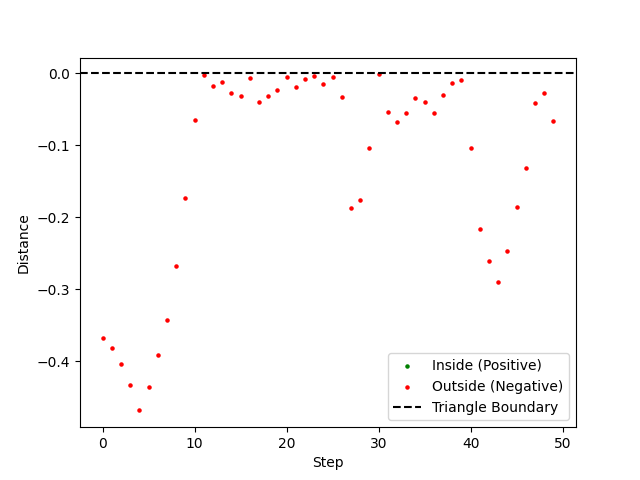 0.0
−0.1
−0.2
−0.3
−0.4
Distance
0 10 20 30 40 50
Step
Inside (Positive)
Outside (Negative)
Triangle Boundary